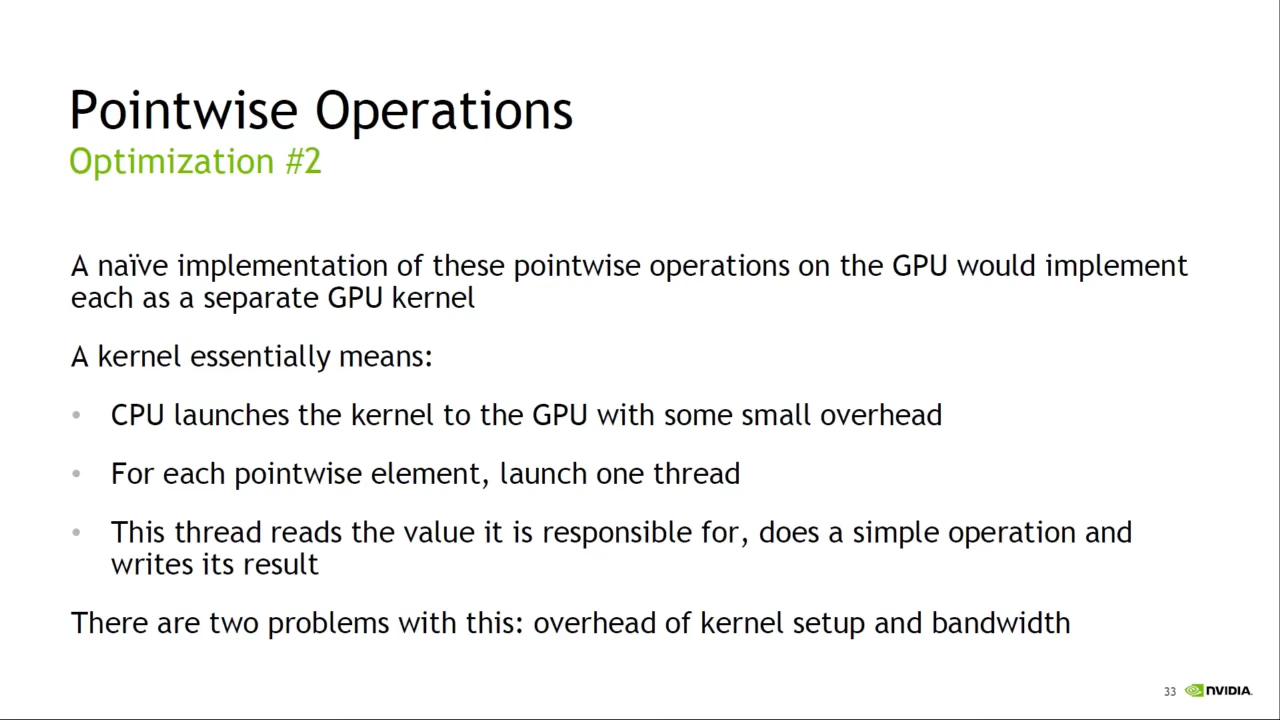 Pointwise Operations
Optimization #2
A naïve implementation of these pointwise operations on the GPU would implement
each as a separate GPU kernel
A kernel essentially means:
• CPU launches the kernel to the GPU with some small overhead
• For each pointwise element, launch one thread
• This thread reads the value it is responsible for, does a simple operation and
writes its result
There are two problems with this: overhead of kernel setup and bandwidth
33 NVIDIA.